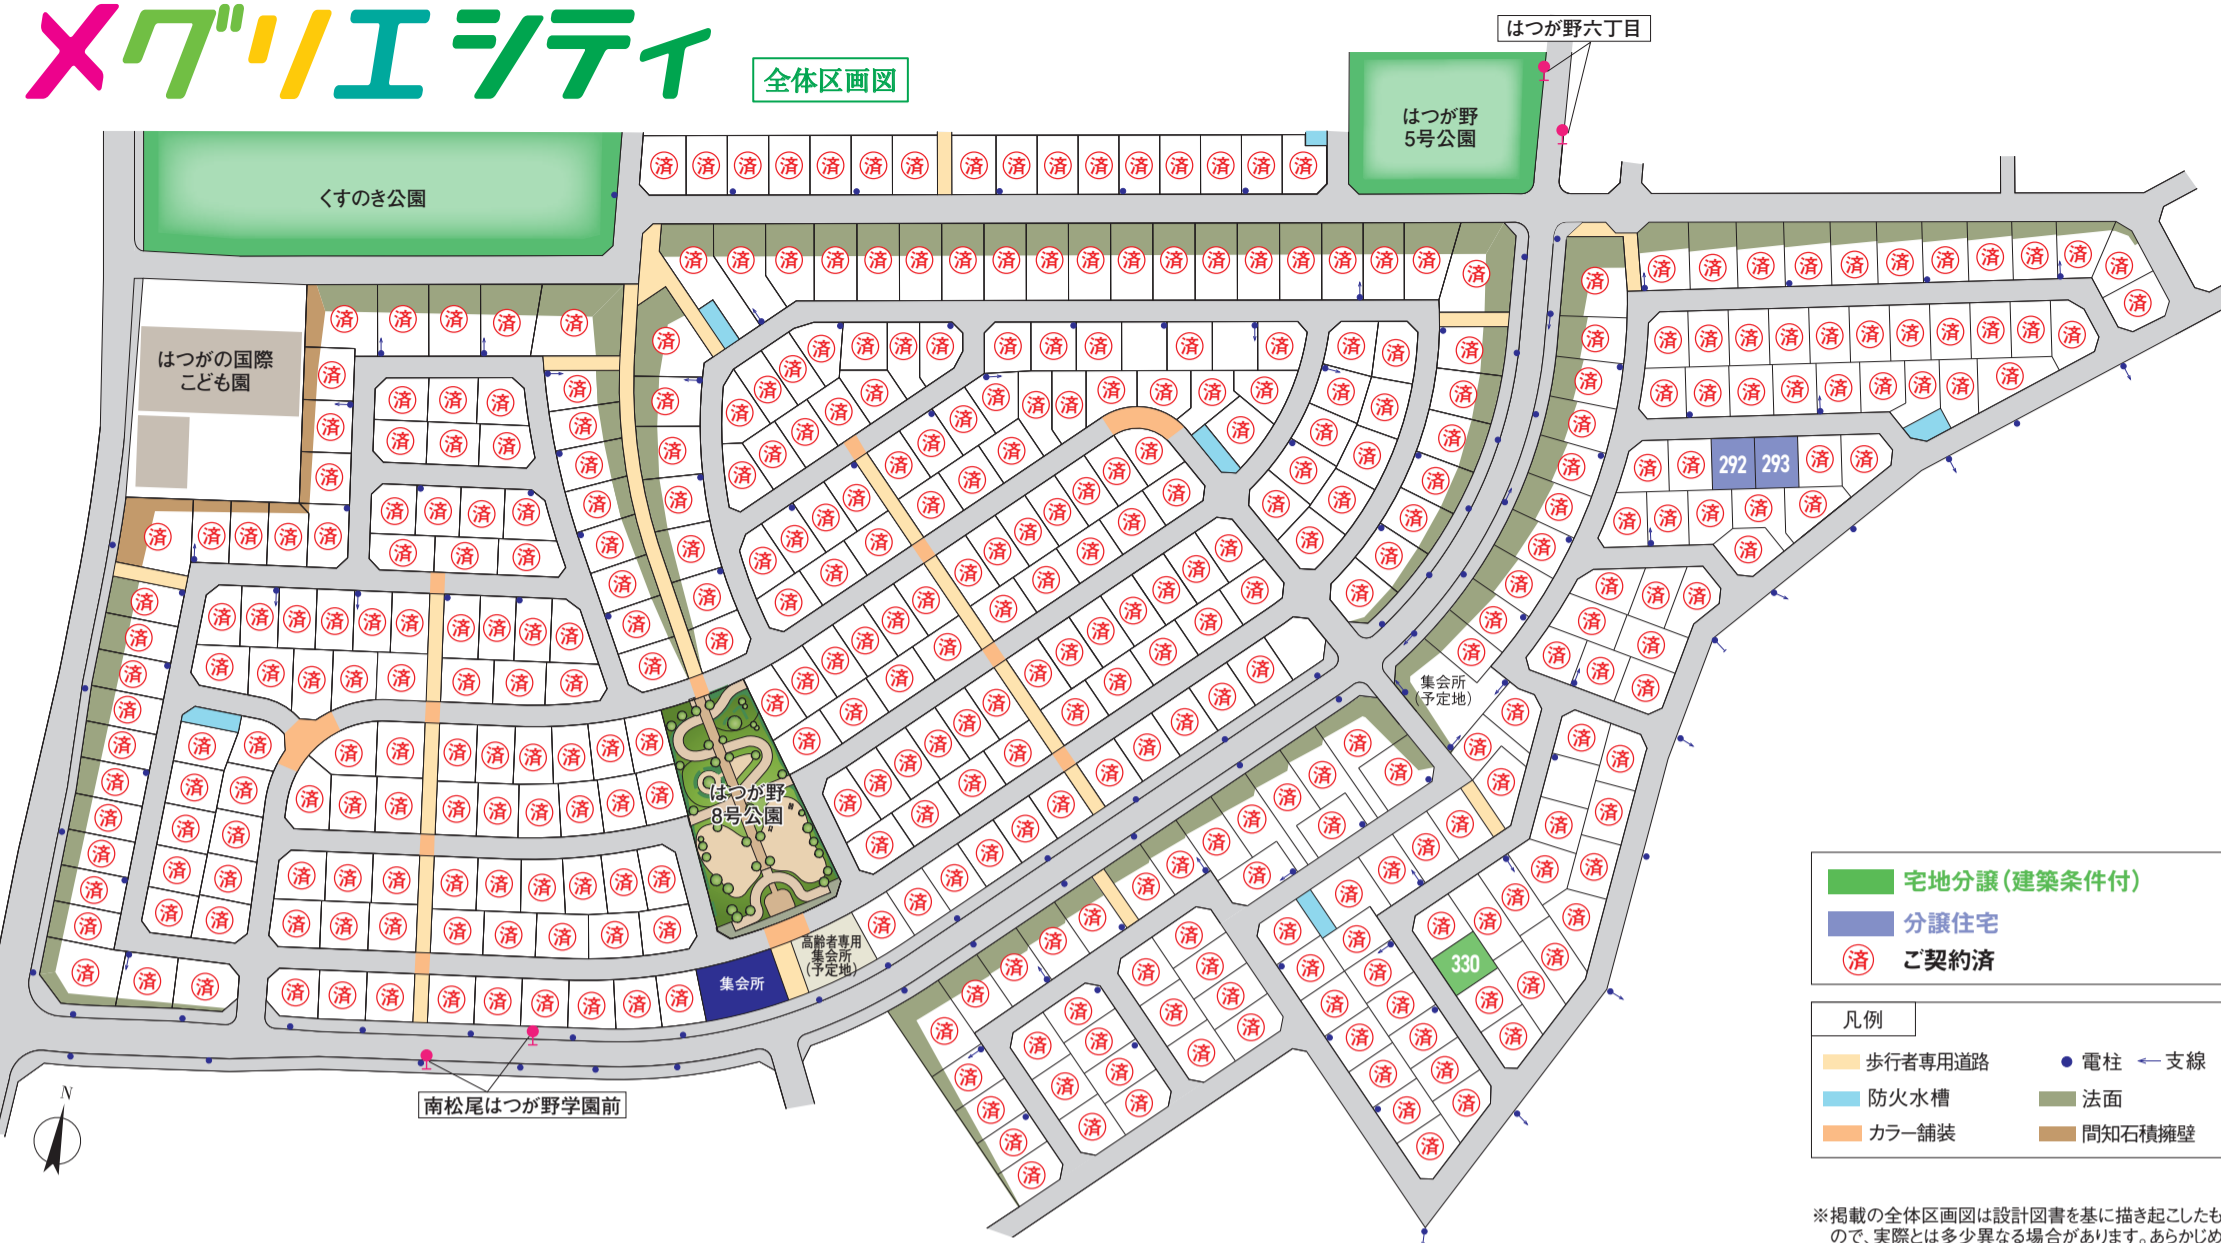 メグリエシティ
全体区画図
はつが野六丁目
はつが野
5号公園
くすのき公園
はつがの国際
こども園
292 293
集会所
(予定地)
はつが野
8号公園
高齢者専用
集会所
(予定地)
集会所
330
南松尾はつが野学園前
N
宅地分譲(建築条件付)
分譲住宅
済 ご契約済
凡例
歩行者専用道路
電柱 支線
防火水槽
法面
カラー舗装
間知石積擁壁
※掲載の全体区画図は設計図書を基に描き起こしたも
ので、実際とは多少異なる場合があります。あらかじめ